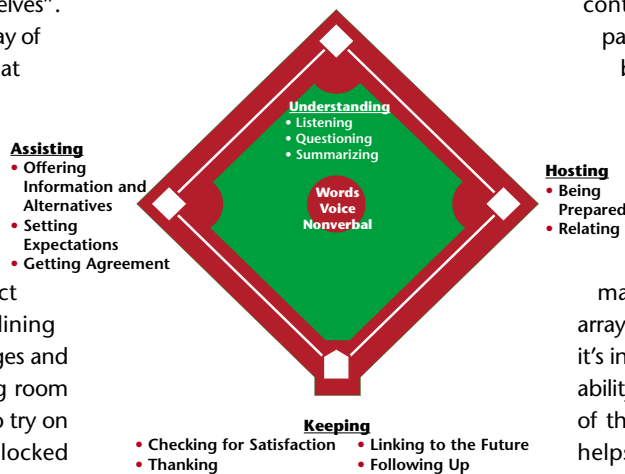 elves”.
ay of
at
cont
pa
b
Understanding
• Listening
• Questioning
• Summarizing
Assisting
• Offering
Information and
Alternatives
• Setting
Expectations
• Getting Agreement
Words
Voice
Nonverbal
Hosting
• Being
Prepared
• Relating
ct
lining
ges and
g room
o try on
locked
ma
array
it’s in
ability
of th
helps
Keeping
• Checking for Satisfaction • Linking to the Future
• Thanking • Following Up